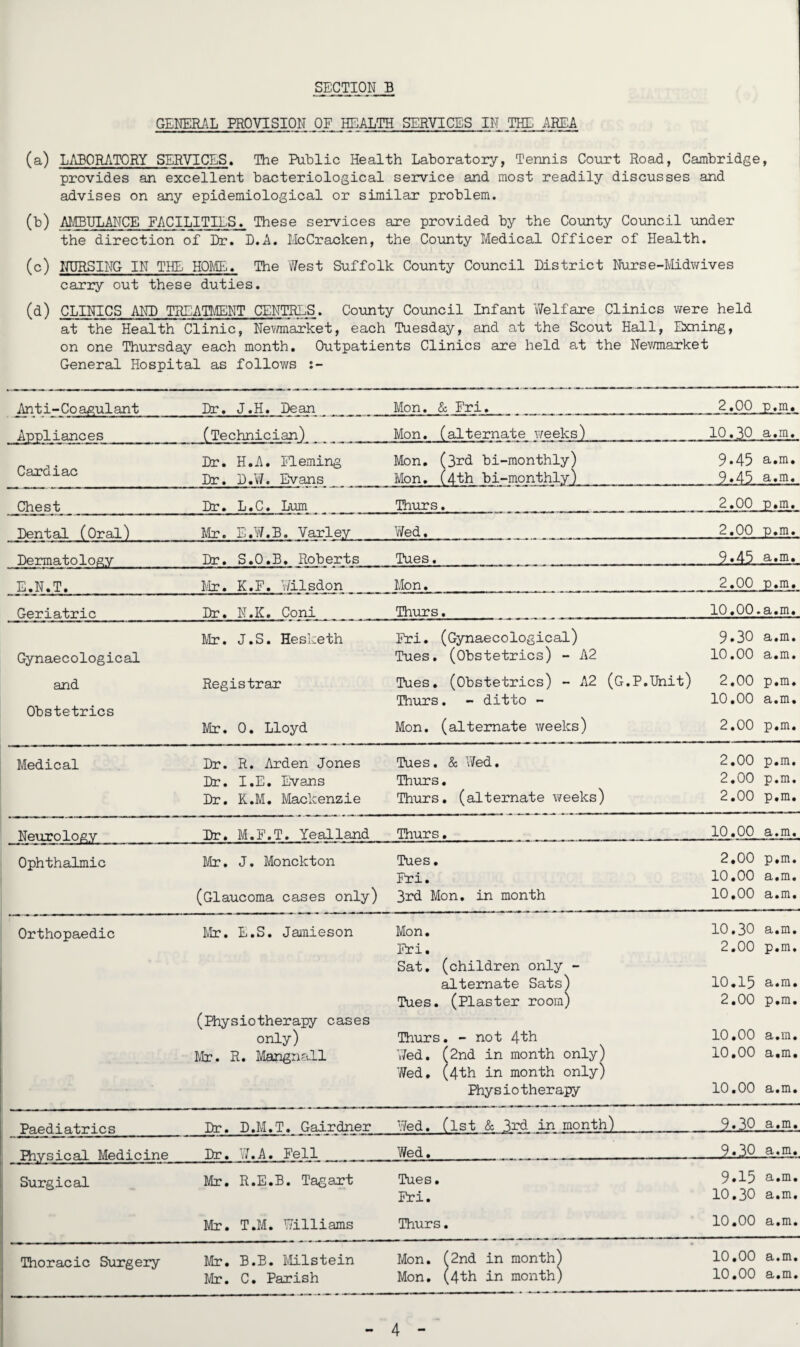 SECTION B
GENERAL PROVISION OF HEALTH SERVICES IN THE AREA
(a) LABORATORY SERVICES. The Public Health Laboratory, Tennis Court Road, Cambridge,
provides an excellent bacteriological service and most readily discusses and
advises on any epidemiological or similar problem.
(b) AMBULANCE FACILITIES. These services are provided by the County Council under
the direction of Dr. D.A. McCracken, the County Medical Officer of Health.
(c) NURSING IN THE HOME. The West Suffolk County Council District Nurse-Midwives
carry out these duties.
(d) CLINICS AND TREATMENT CENTRES. County Council Infant Welfare Clinics were held
at the Health Clinic, Newmarket, each Tuesday, and at the Scout Hall, Exning,
on one Thursday each month. Outpatients Clinics are held at the Newmarket
General Hospital as follows :-
Anti-Coagulant Dr. J.H. Dean Mon. & Fri. 2.00 p.m.
Appliances (Technician) Mon. (alternate weeks) 10.30 a.m.
Cardiac Dr. H.A. Fleming Mon. (3rd bi-monthly) 9.45 a.m.
Dr. D.W. Evans Mon. (4th bi-monthly) 9.45 a.m.
Chest Dr. L.C. Lum Thurs. 2.00 p.m.
Dental (Oral) Mr. E.W.B. Varley Wed. 2.00 p.m.
Dermatology Dr. S.O.B. Roberts Tues. 9.45 a.m.
E.N.T. Mr. K.F. Wilsdon Mon. 2.00 p.m.
Geriatric Dr. N.K. Coni Thurs. 10.00.a.m.
Mr. J.S. Hesketh Fri. (Gynaecological) 9.30 a.m.
Gynaecological Tues. (Obstetrics) - A2 10.00 a.m.
and Registrar Tues. (Obstetrics) - A2 (G.P.Unit) 2.00 p.m.
Obstetrics Thurs. - ditto - 10.00 a.m.
Mr. O. Lloyd Mon. (alternate weeks) 2.00 p.m.
Medical Dr. R. Arden Jones Tues. & Wed. 2.00 p.m.
Dr. I.E. Evans Thurs. 2.00 p.m.
Dr. K.M. Mackenzie Thurs. (alternate weeks) 2.00 p.m.
Neurology Dr. M.F.T. Yealland Thurs. 10.00 a.m.
Ophthalmic Mr. J. Monckton Tues. 2.00 p.m.
Fri. 10.00 a.m.
(Glaucoma cases only) 3rd Mon. in month 10.00 a.m.
Orthopaedic Mr. E.S. Jamieson Mon. 10.30 a.m.
Fri. 2.00 p.m.
Sat. (children only -
alternate Sats) 10.15 a.m.
Tues. (Plaster room) 2.00 p.m.
(Physiotherapy cases
only) Thurs. - not 4th 10.00 a.m.
Mr. R. Mangnall Wed. (2nd in month only) 10.00 a.m.
Wed. (4th in month only)
Physiotherapy 10.00 a.m.
Paediatrics Dr. D.M.T. Gairdner Wed. (1st & 3rd in month) 9.30 a.m.
Physical Medicine Dr. W.A. Fell Wed. 9.30 a.m.
Surgical Mr. R.E.B. Tagart Tues. 9.15 a.m.
Fri. 10.30 a.m.
Mr. T.M. Williams Thurs. 10.00 a.m.
Thoracic Surgery Mr. B.B. Milstein Mon. (2nd in month) 10.00 a.m.
Mr. C. Parish Mon. (4th in month) 10.00 a.m.
- 4 -